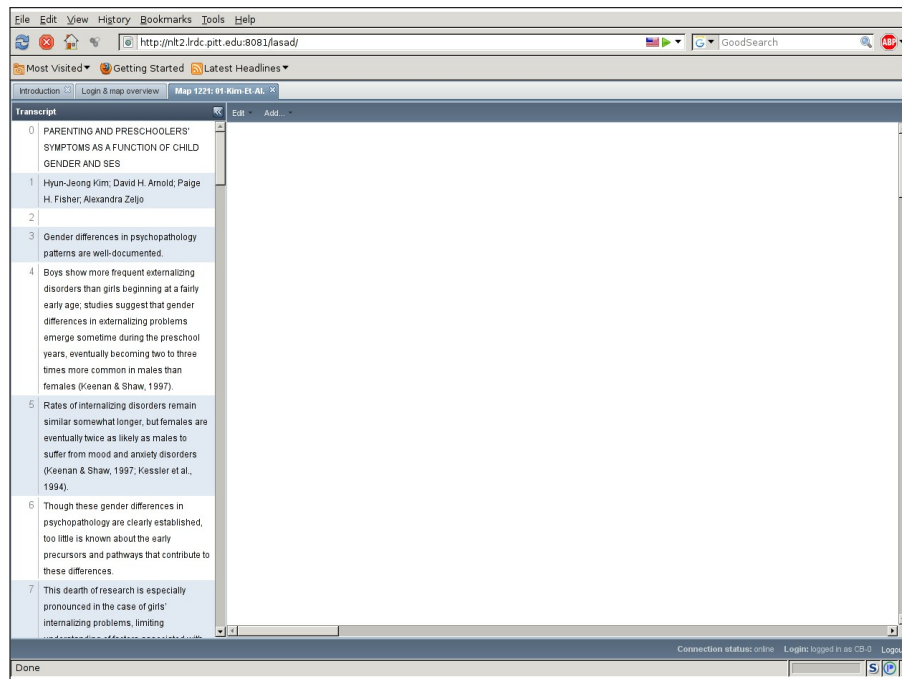 File Edit View History Bookmarks Tools Help
http://nlt2.lrdc.pitt.edu:8081/lasad/
G GoodSearch
ABP
Most Visited Getting Started Latest Headlines
Introduction Login & map overview Map 1221: 01-Kim-Et-Al.
Transcript Edit Add...
0 PARENTING AND PRESCHOOLERS'
SYMPTOMS AS A FUNCTION OF CHILD
GENDER AND SES
1 Hyun-Jeong Kim; David H. Arnold; Paige
H. Fisher; Alexandra Zeljo
2
3 Gender differences in psychopathology
patterns are well-documented.
4 Boys show more frequent externalizing
disorders than girls beginning at a fairly
early age; studies suggest that gender
differences in externalizing problems
emerge sometime during the preschool
years, eventually becoming two to three
times more common in males than
females (Keenan & Shaw, 1997).
5 Rates of internalizing disorders remain
similar somewhat longer, but females are
eventually twice as likely as males to
suffer from mood and anxiety disorders
(Keenan & Shaw, 1997; Kessler et al.,
1994).
6 Though these gender differences in
psychopathology are clearly established,
too little is known about the early
precursors and pathways that contribute to
these differences.
7 This dearth of research is especially
pronounced in the case of girls'
internalizing problems, limiting
understanding of factors associated with
Connection status: online Login: logged in as CB-0 Logou
Done
S